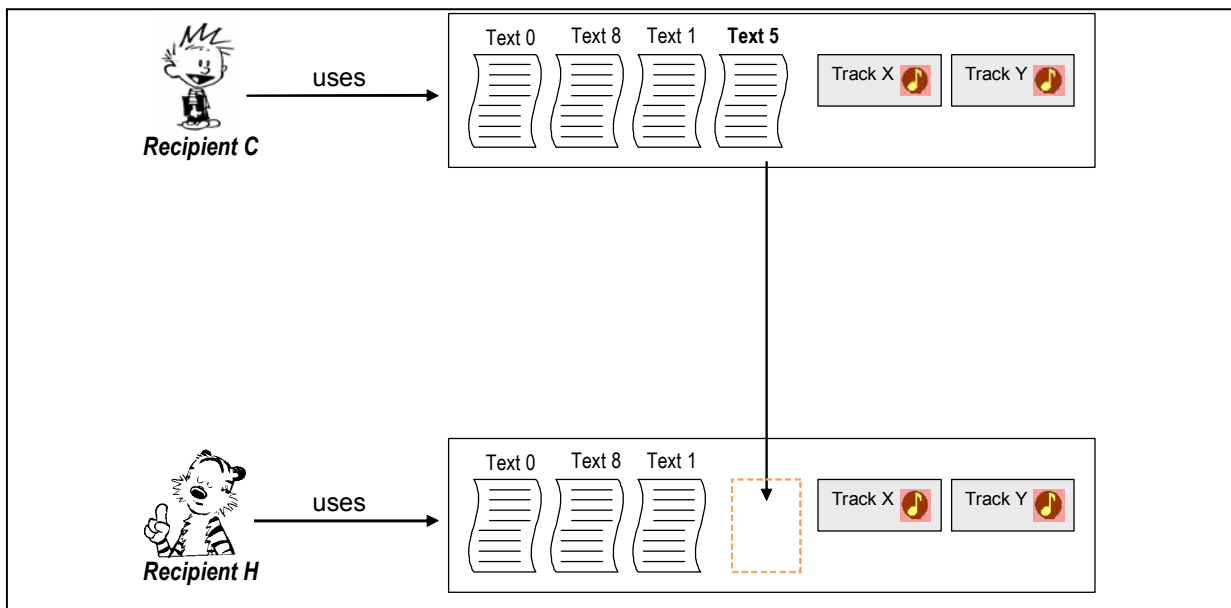 Text 0 Text 8 Text 1 Text 5
Track X Track Y
uses
Recipient C
Text 0 Text 8 Text 1
Track X Track Y
uses
Recipient H